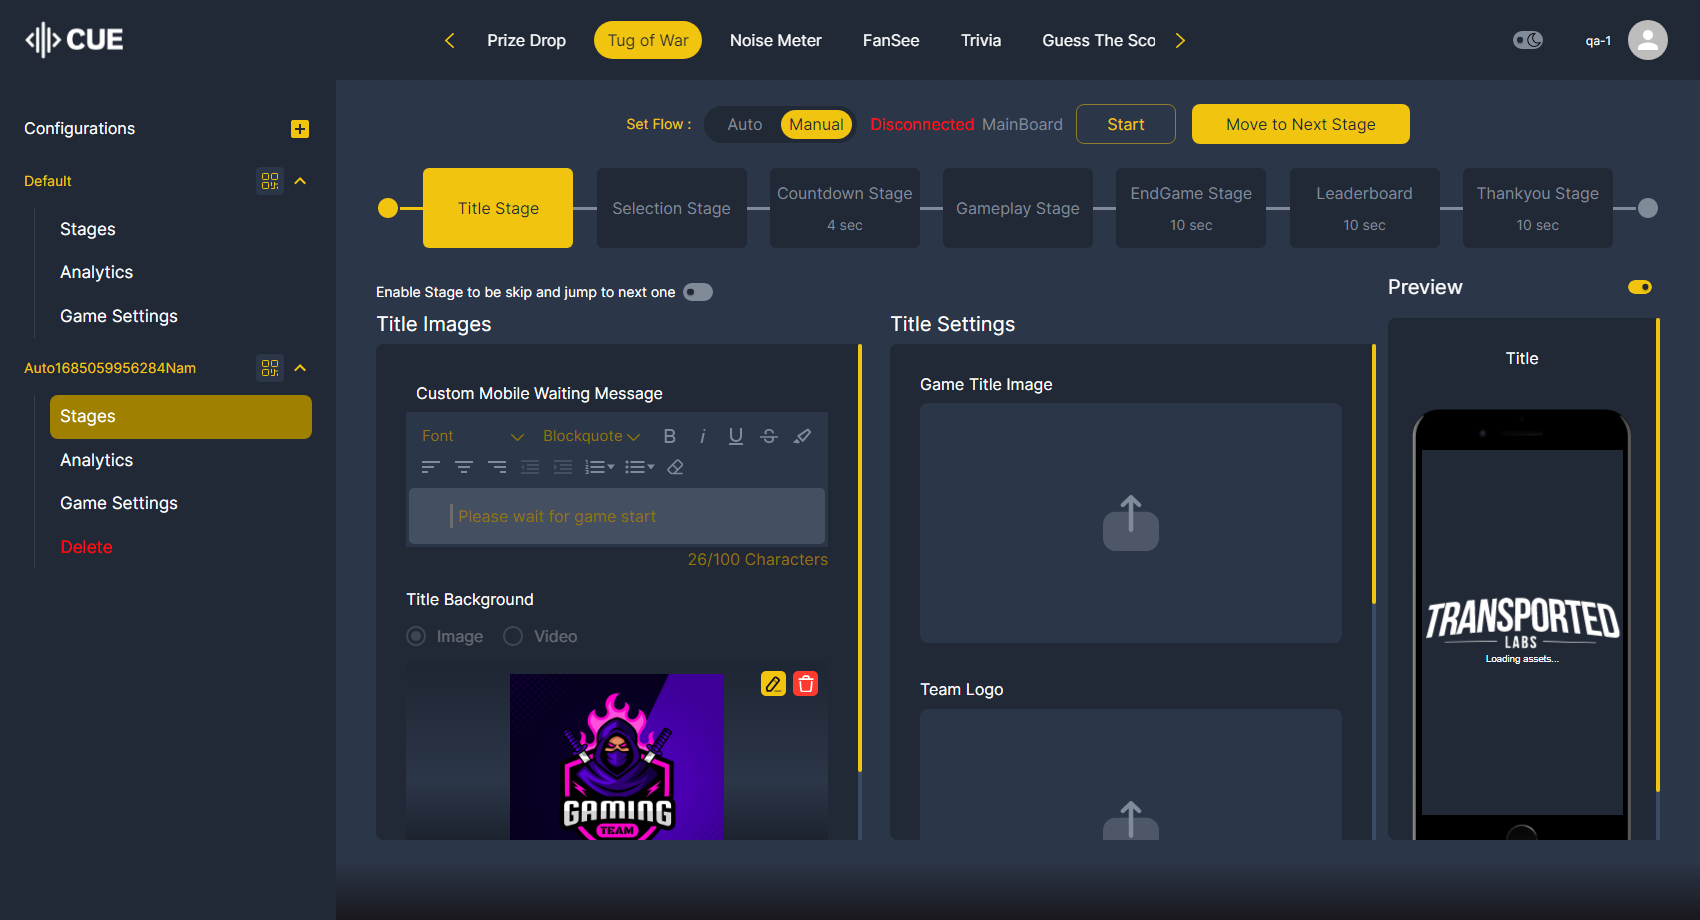 CUE
Prize Drop
Tug of War
Noise Meter
FanSee
Trivia
Guess The Sco
qa-1
Configurations
Default
Stages
Analytics
Game Settings
Auto1685059956284Nam
Stages
Analytics
Game Settings
Delete
Set Flow :
Auto
Manual
Disconnected MainBoard
Start
Move to Next Stage
Title Stage
Selection Stage
Countdown Stage
4 sec
Gameplay Stage
EndGame Stage
10 sec
Leaderboard
10 sec
Thankyou Stage
10 sec
Enable Stage to be skip and jump to next one
Title Images
Custom Mobile Waiting Message
Font
Blockquote
B
i
U
S
Please wait for game start
26/100 Characters
Title Background
Image
Video
GAMING
TEAM
Title Settings
Game Title Image
Team Logo
Preview
Title
TRANSPORTED
LABS
Loading assets...